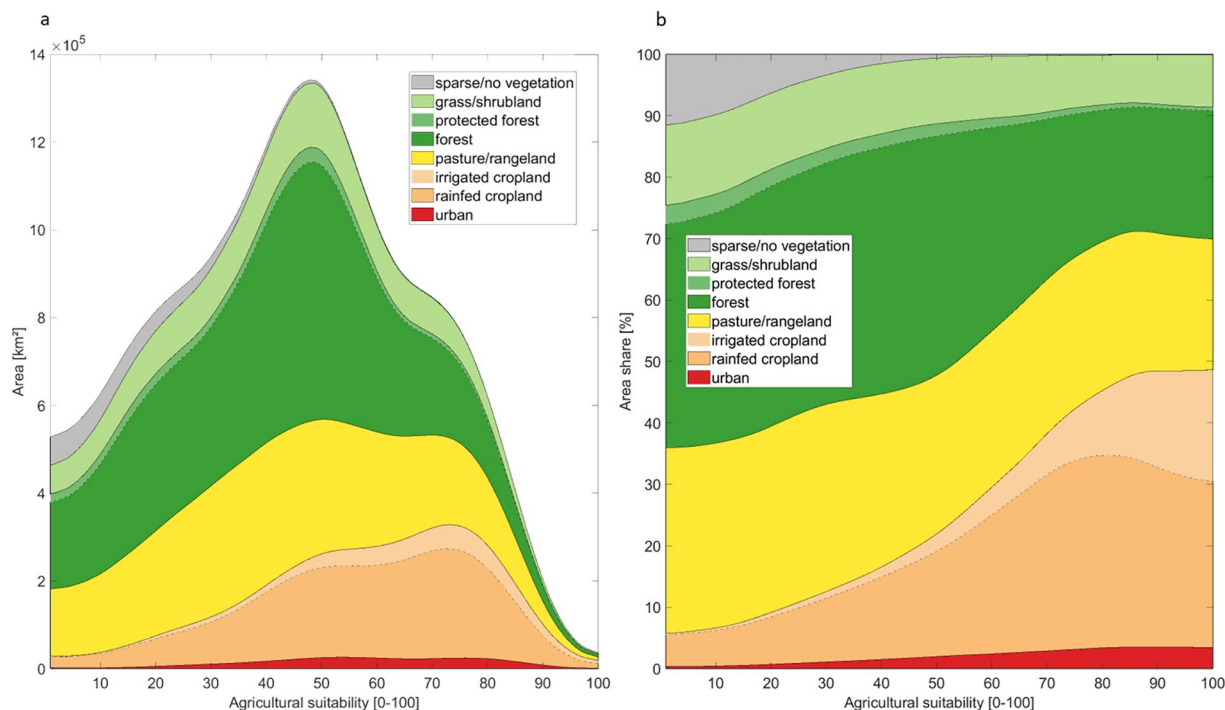 a
×10⁵
14
12
10
8
6
4
2
0
Area [km²]
sparse/no vegetation
grass/shrubland
protected forest
forest
pasture/rangeland
irrigated cropland
rainfed cropland
urban
10 20 30 40 50 60 70 80 90 100
Agricultural suitability [0-100]
b
100
90
80
70
60
50
40
30
20
10
0
Area share [%]
sparse/no vegetation
grass/shrubland
protected forest
forest
pasture/rangeland
irrigated cropland
rainfed cropland
urban
10 20 30 40 50 60 70 80 90 100
Agricultural suitability [0-100]